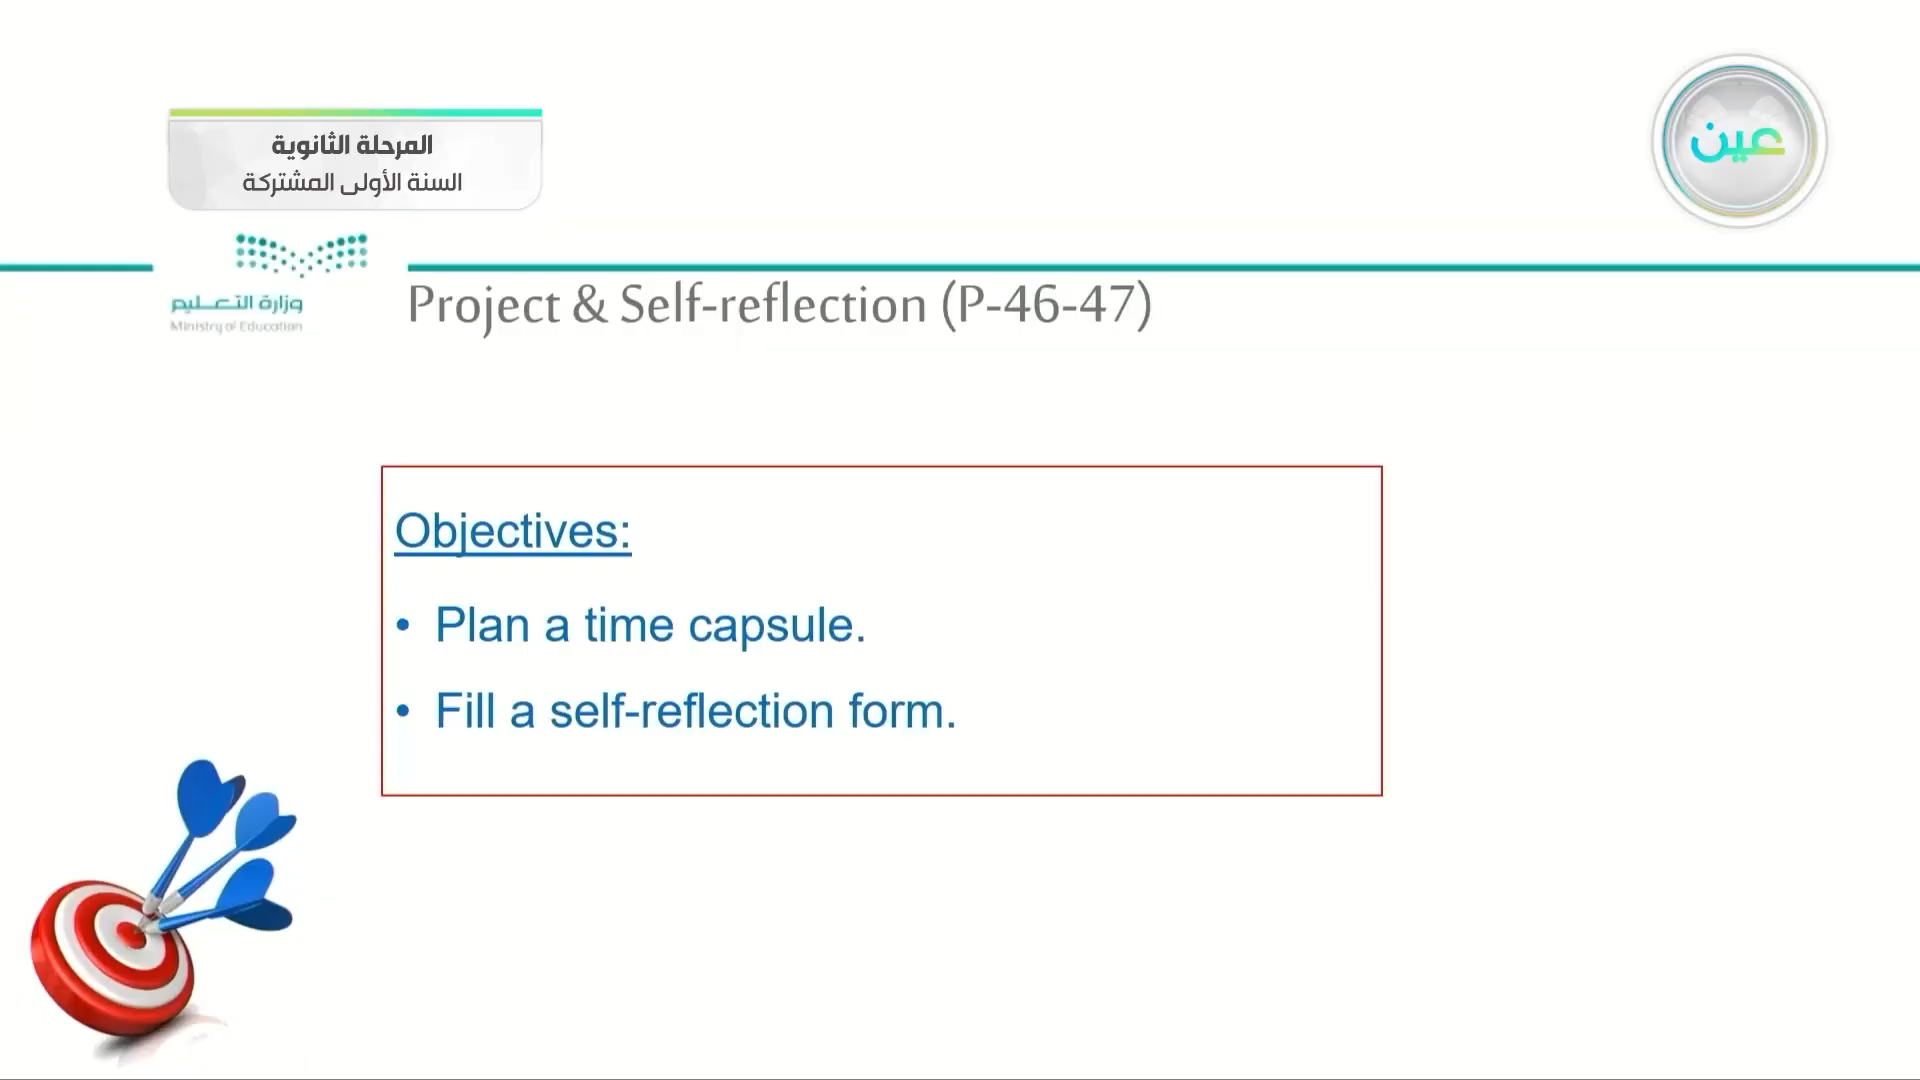 المرحلة الثانوية
السنة الأولى المشتركة
عين
وزارة التعليم
Ministry of Education
Project & Self-reflection (P-46-47)
Objectives:
• Plan a time capsule.
• Fill a self-reflection form.